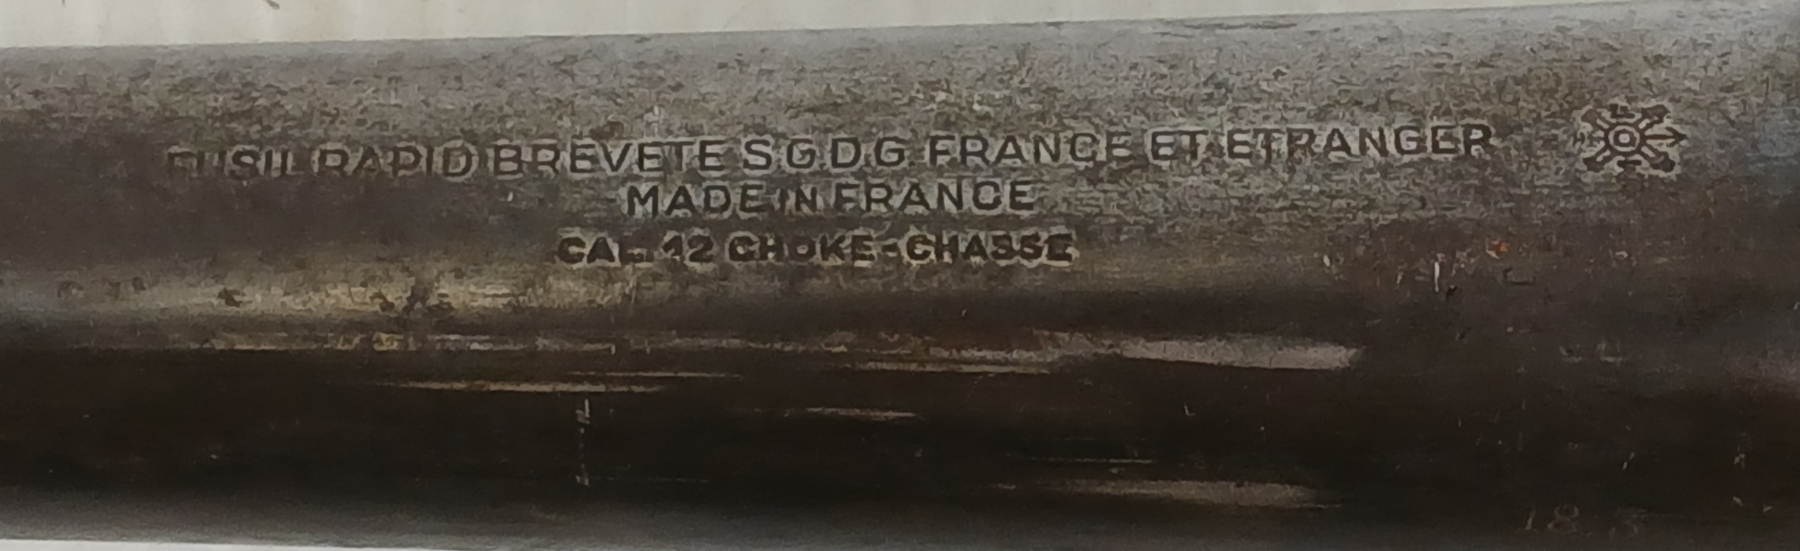 FUSIL RAPID BREVETE S.G.D.G. FRANCE ET ETRANGER
MADE IN FRANCE
CAL. 12 CHOKE-CHASSE